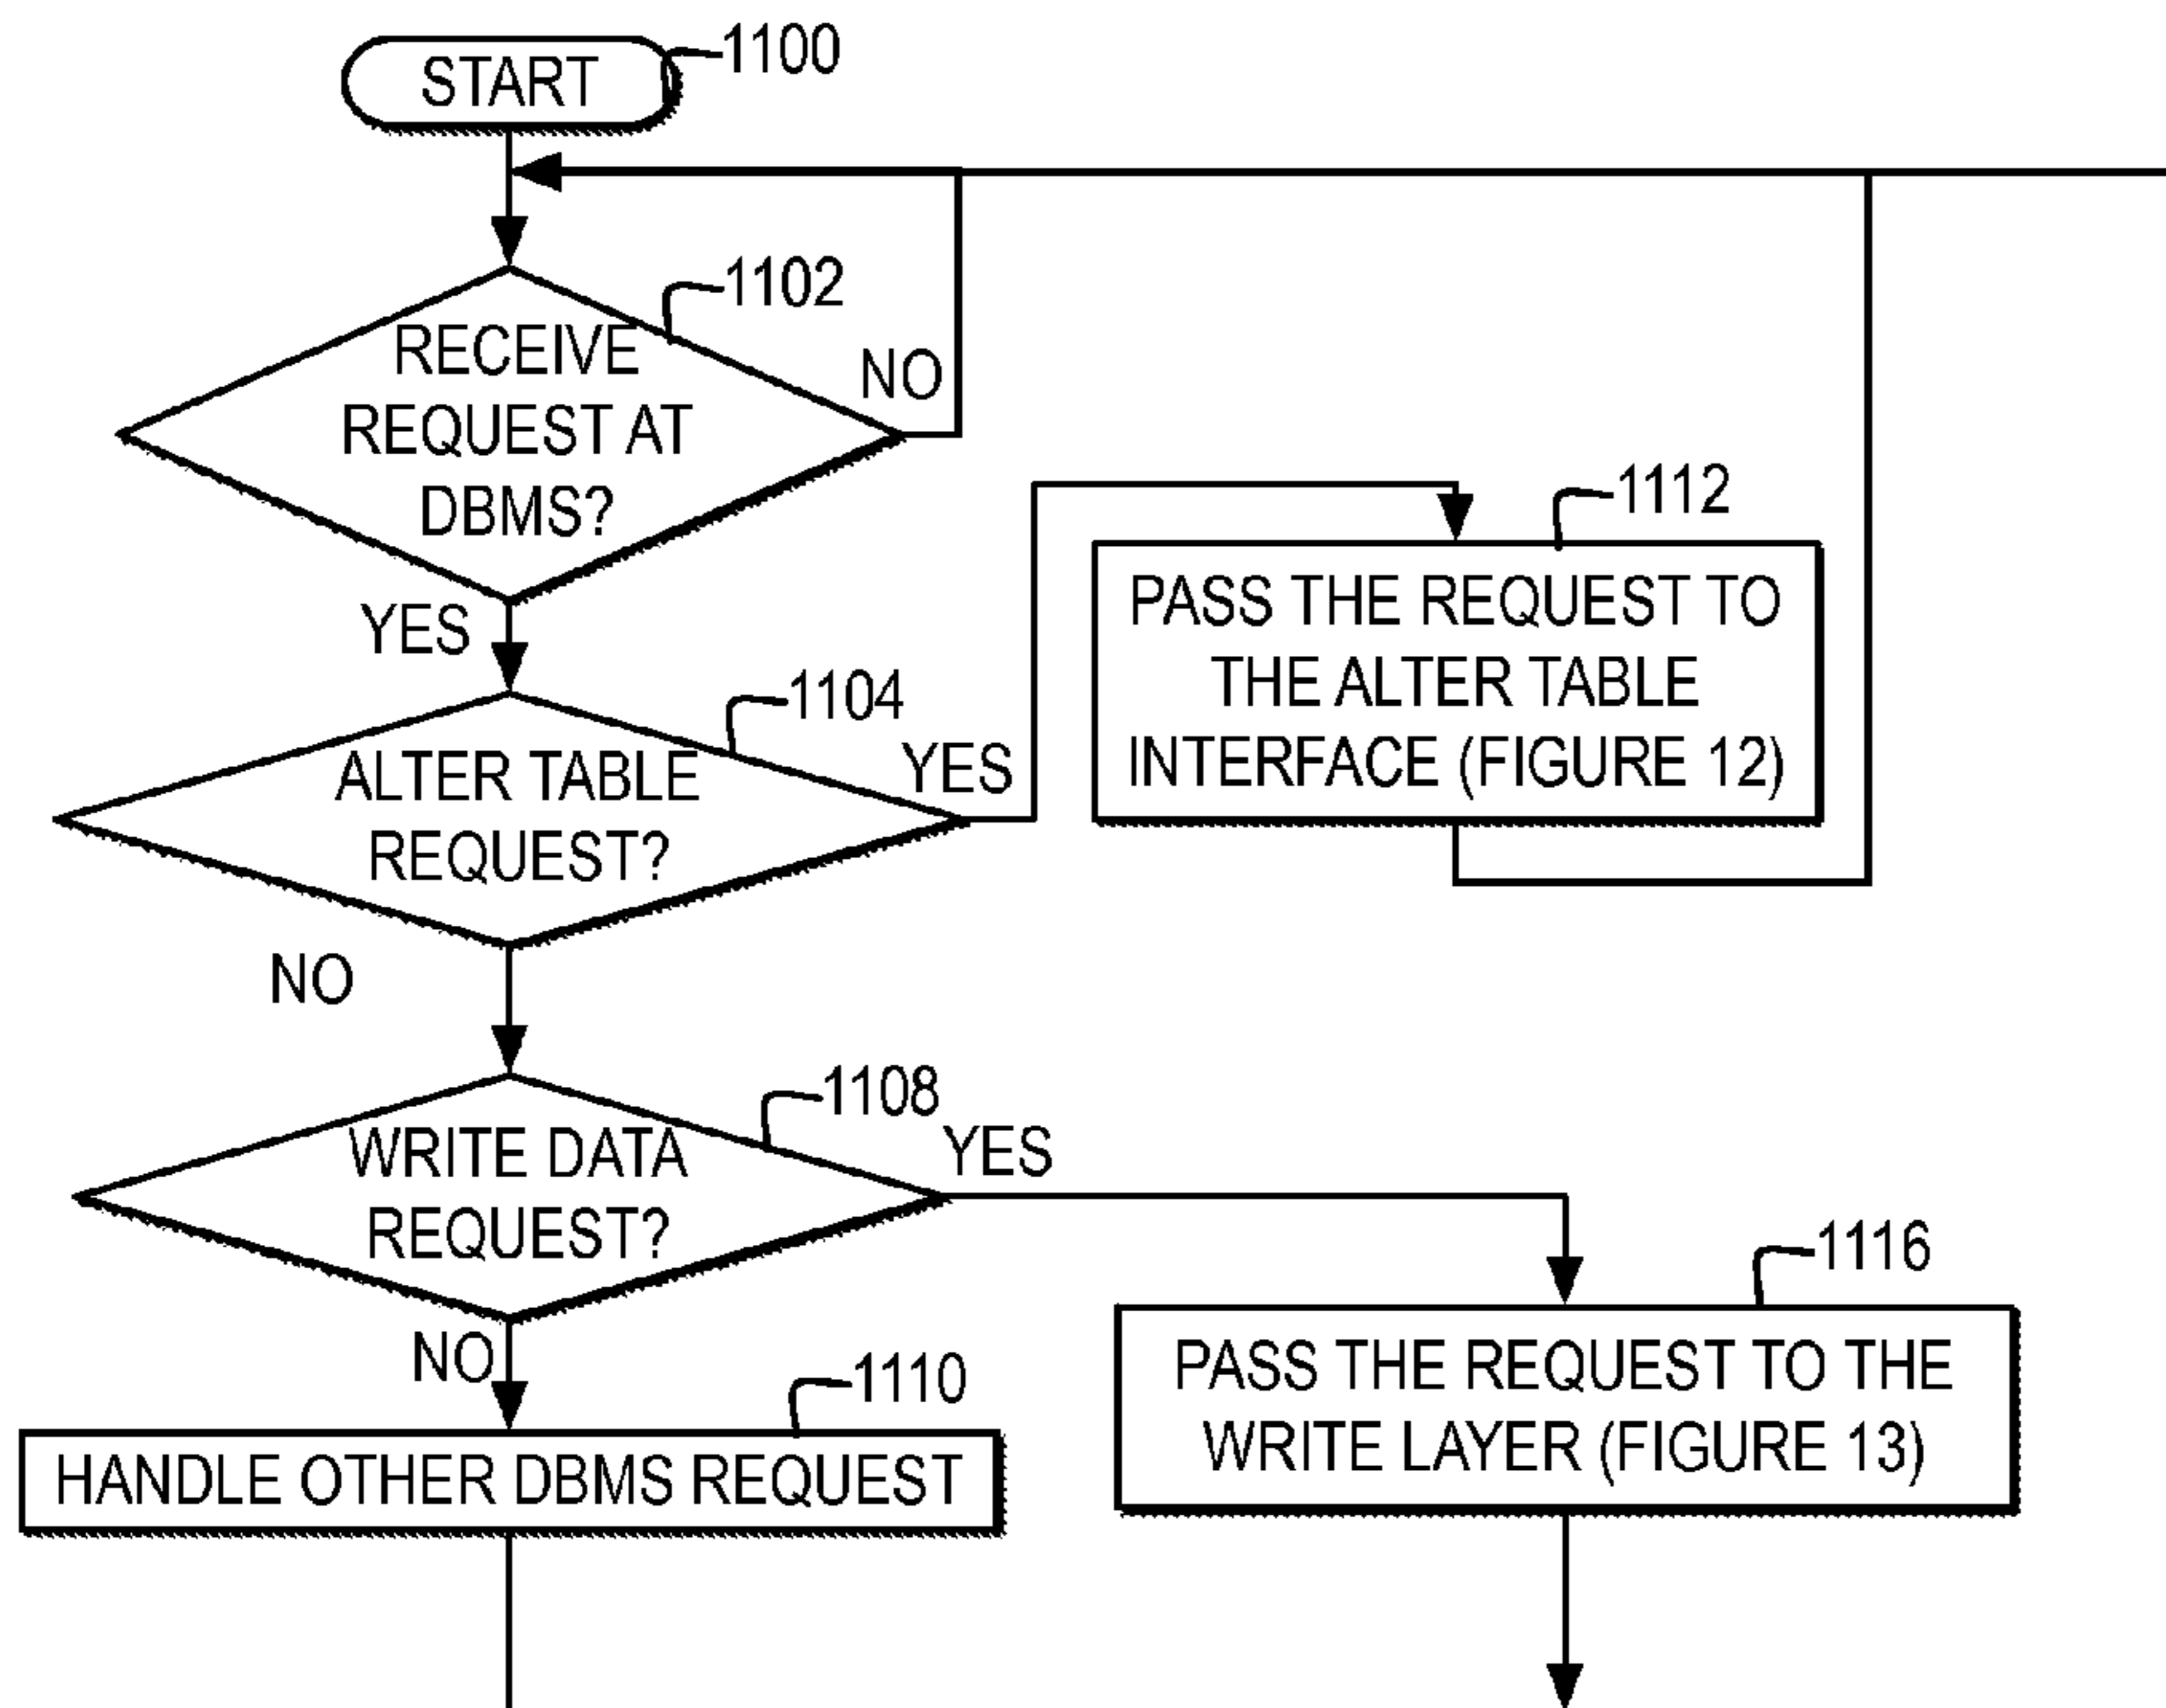 START
1100
1102
RECEIVE
REQUEST AT
DBMS?
NO
YES
1104
ALTER TABLE
REQUEST?
YES
1112
PASS THE REQUEST TO
THE ALTER TABLE
INTERFACE (FIGURE 12)
NO
1108
WRITE DATA
REQUEST?
YES
1116
PASS THE REQUEST TO THE
WRITE LAYER (FIGURE 13)
NO
1110
HANDLE OTHER DBMS REQUEST